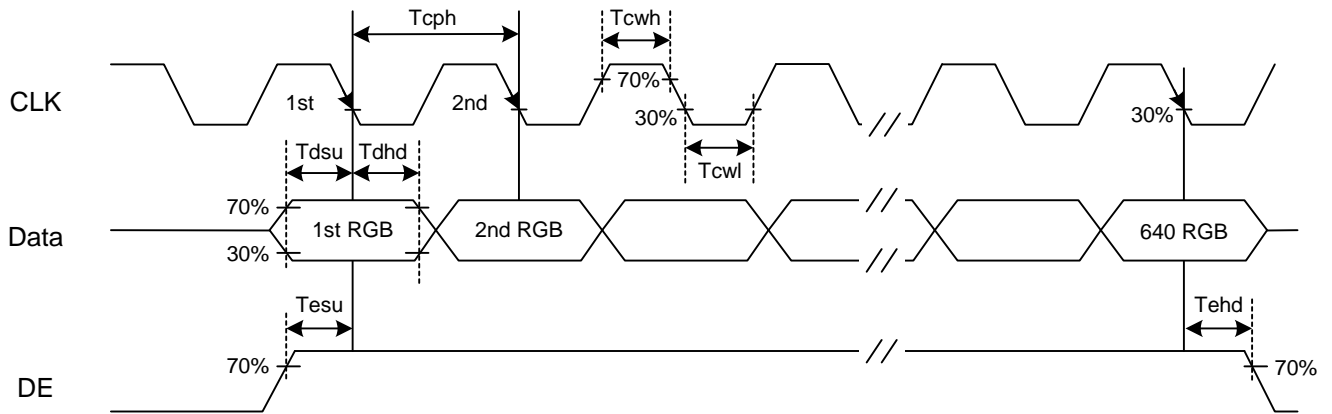 Tcph
Tcwh
CLK
1st
2nd
70%
30%
30%
Tcwl
Tdsu
Tdhd
70%
Data
1st RGB
2nd RGB
640 RGB
30%
Tesu
Tehd
70%
70%
DE